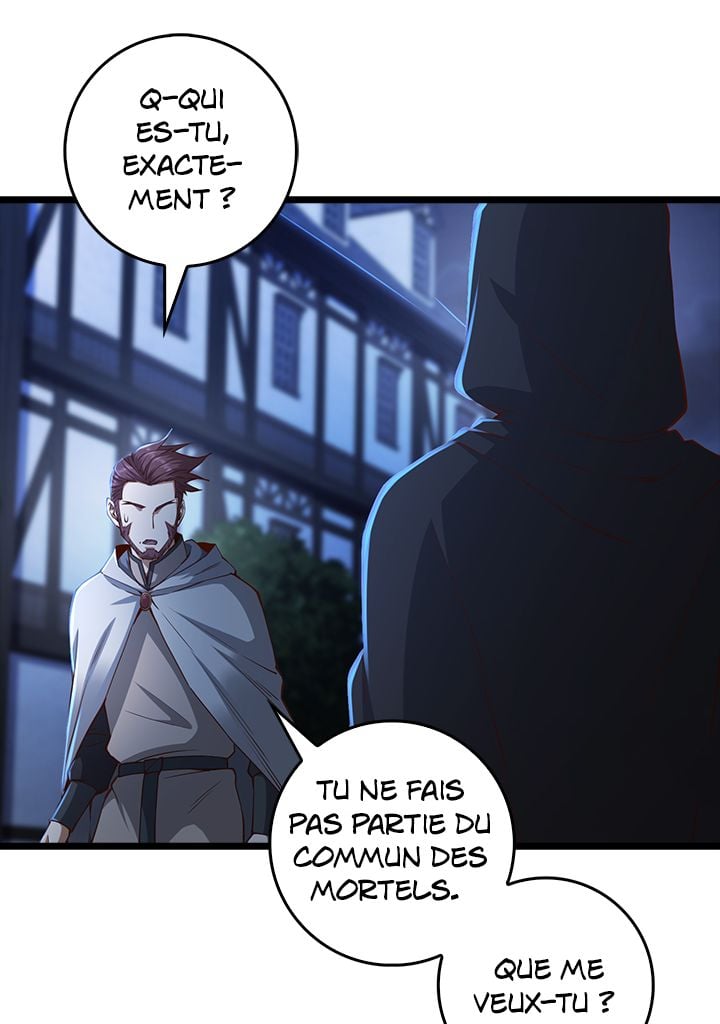 Q-QUI
ES-TU,
EXACTE-
MENT ?
TU NE FAIS
PAS PARTIE DU
COMMUN DES
MORTELS.
QUE ME
VEUX-TU ?